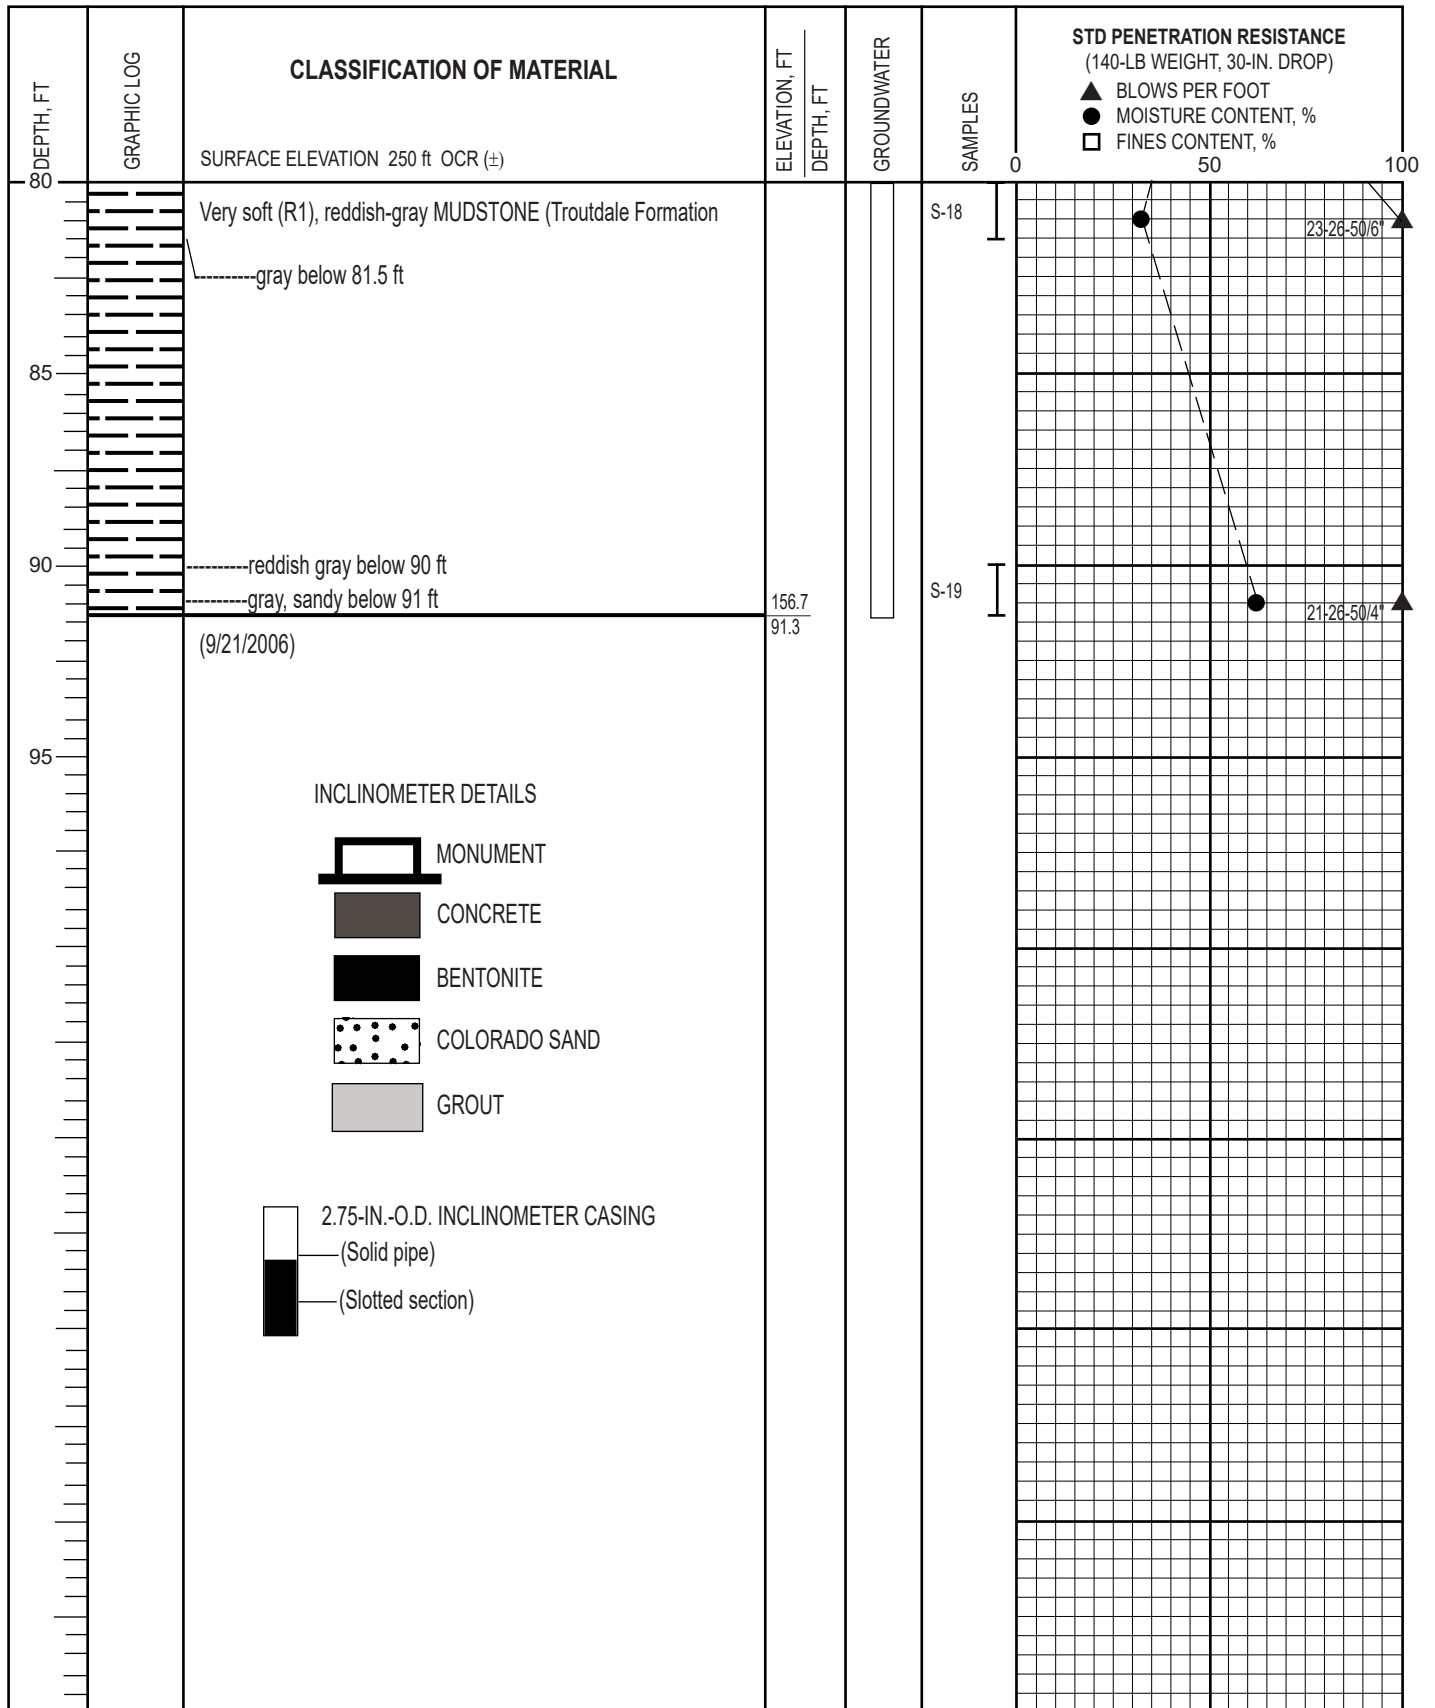 DEPTH, FT
GRAPHIC LOG
CLASSIFICATION OF MATERIAL
SURFACE ELEVATION 250 ft OCR (±)
ELEVATION, FT
DEPTH, FT
GROUNDWATER
SAMPLES
STD PENETRATION RESISTANCE
(140-LB WEIGHT, 30-IN. DROP)
BLOWS PER FOOT
MOISTURE CONTENT, %
FINES CONTENT, %
0 50 100
80
Very soft (R1), reddish-gray MUDSTONE (Troutdale Formation
S-18
23-26-50/6"
gray below 81.5 ft
85
90
reddish gray below 90 ft
gray, sandy below 91 ft
156.7
91.3
S-19
21-26-50/4"
(9/21/2006)
95
INCLINOMETER DETAILS
MONUMENT
CONCRETE
BENTONITE
COLORADO SAND
GROUT
2.75-IN.-O.D. INCLINOMETER CASING
(Solid pipe)
(Slotted section)